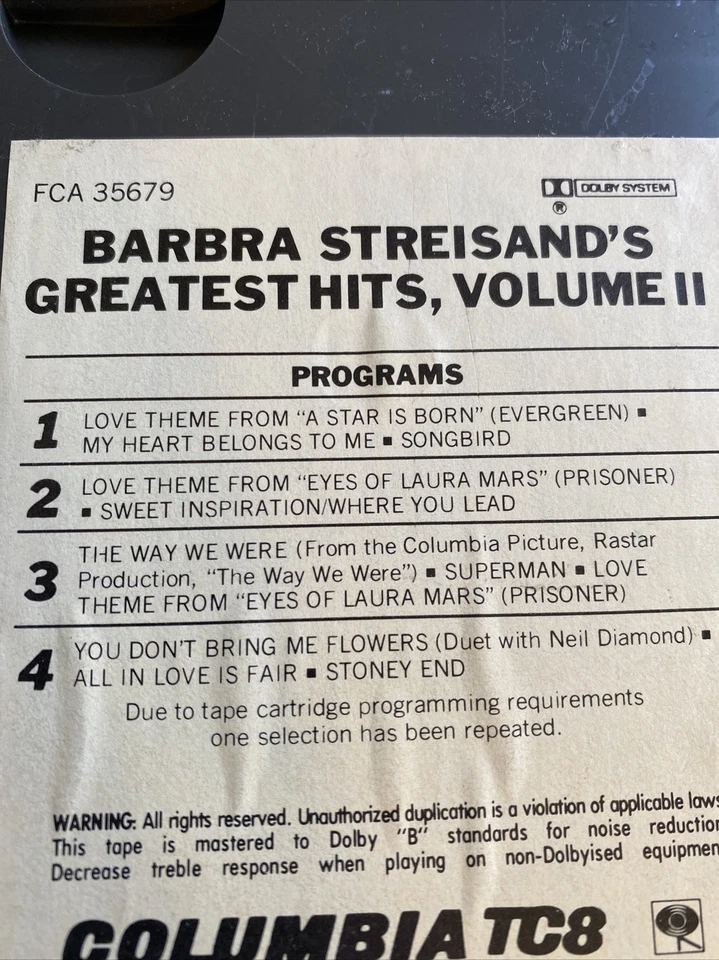 FCA 35679
DOLBY SYSTEM
®
BARBRA STREISAND'S
GREATEST HITS, VOLUME II
PROGRAMS
1 LOVE THEME FROM "A STAR IS BORN" (EVERGREEN) ▪
MY HEART BELONGS TO ME ▪ SONGBIRD
2 LOVE THEME FROM "EYES OF LAURA MARS" (PRISONER)
▪ SWEET INSPIRATION/WHERE YOU LEAD
3 THE WAY WE WERE (From the Columbia Picture, Rastar
Production, "The Way We Were") ▪ SUPERMAN ▪ LOVE
THEME FROM "EYES OF LAURA MARS" (PRISONER)
4 YOU DON'T BRING ME FLOWERS (Duet with Neil Diamond) ▪
ALL IN LOVE IS FAIR ▪ STONEY END
Due to tape cartridge programming requirements
one selection has been repeated.
WARNING: All rights reserved. Unauthorized duplication is a violation of applicable laws
This tape is mastered to Dolby "B" standards for noise reduction
Decrease treble response when playing on non-Dolbyised equipmen
COLUMBIA TC8